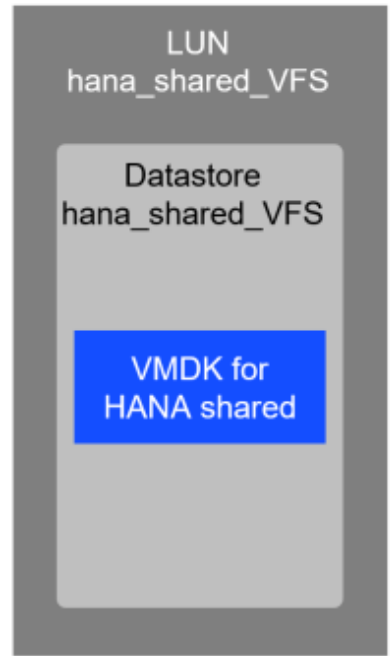 LUN
hana_shared_VFS
Datastore
hana_shared_VFS
VMDK for
HANA shared